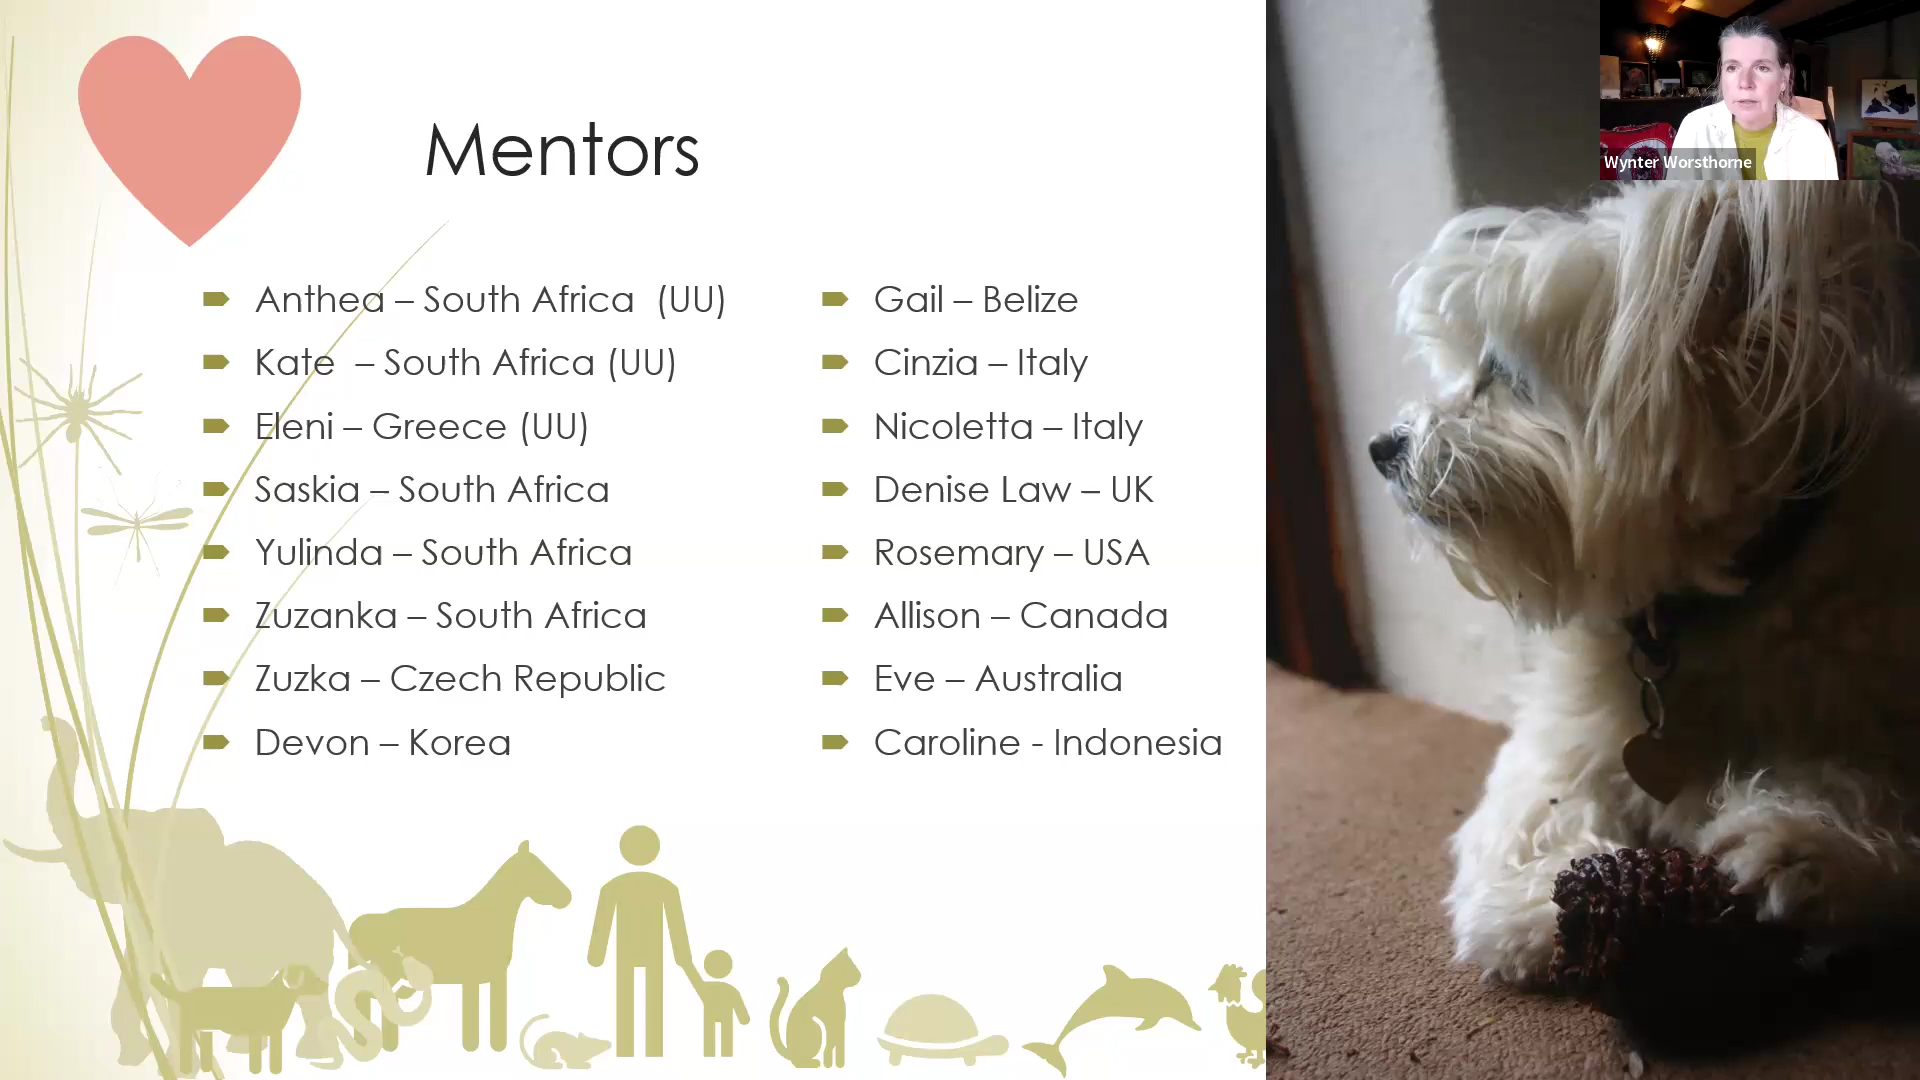 Mentors
Anthea – South Africa (UU)
Kate – South Africa (UU)
Eleni – Greece (UU)
Saskia – South Africa
Yulinda – South Africa
Zuzanka – South Africa
Zuzka – Czech Republic
Devon – Korea
Gail – Belize
Cinzia – Italy
Nicoletta – Italy
Denise Law – UK
Rosemary – USA
Allison – Canada
Eve – Australia
Caroline - Indonesia
Wynter Worsthorne